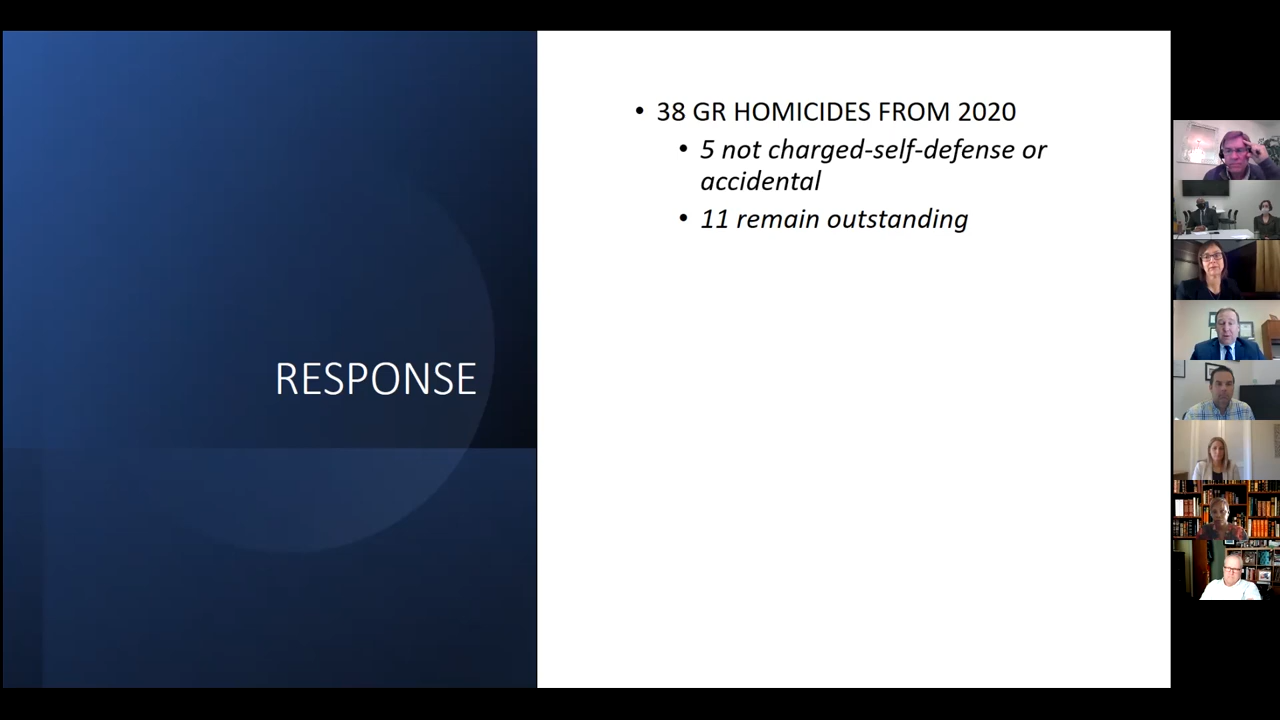 RESPONSE
• 38 GR HOMICIDES FROM 2020
• 5 not charged-self-defense or
accidental
• 11 remain outstanding